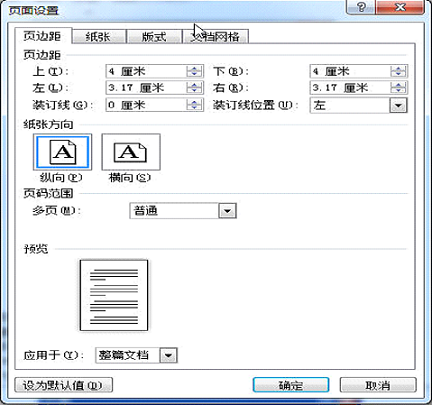 页面设置
页边距 纸张 版式 文档网格
页边距
上(T): 4 厘米 下(B): 4 厘米
左(L): 3.17 厘米 右(R): 3.17 厘米
装订线(G): 0 厘米 装订线位置(U): 左
纸张方向
A A
纵向(P) 横向(S)
页码范围
多页(M): 普通
预览
应用于(Y): 整篇文档
设为默认值(D) 确定 取消